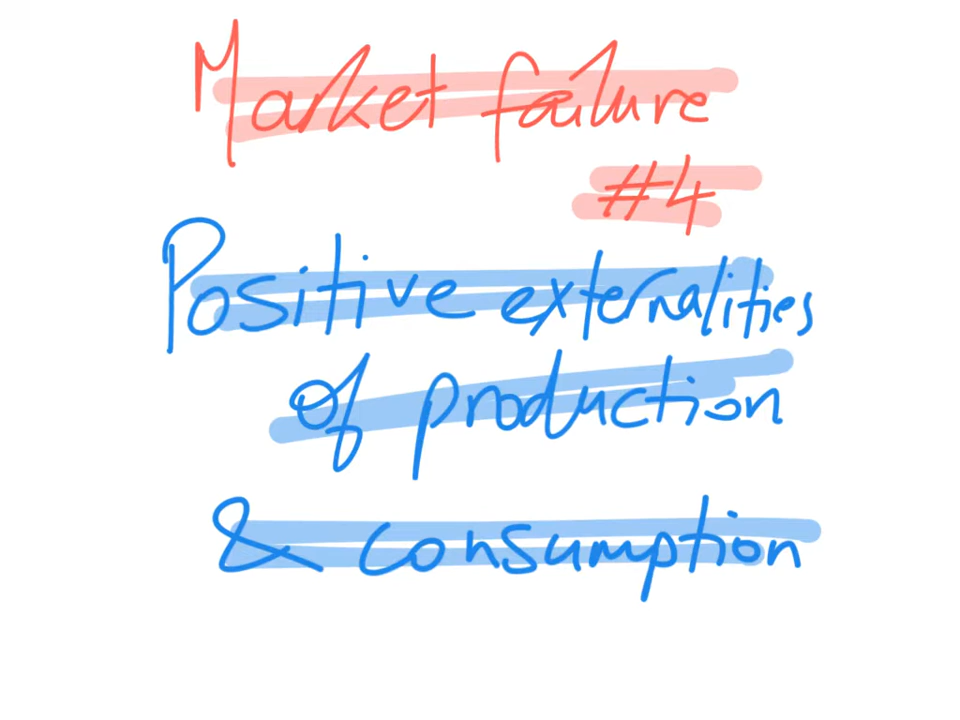 Market failure
#4
Positive externalities
of production
& consumption